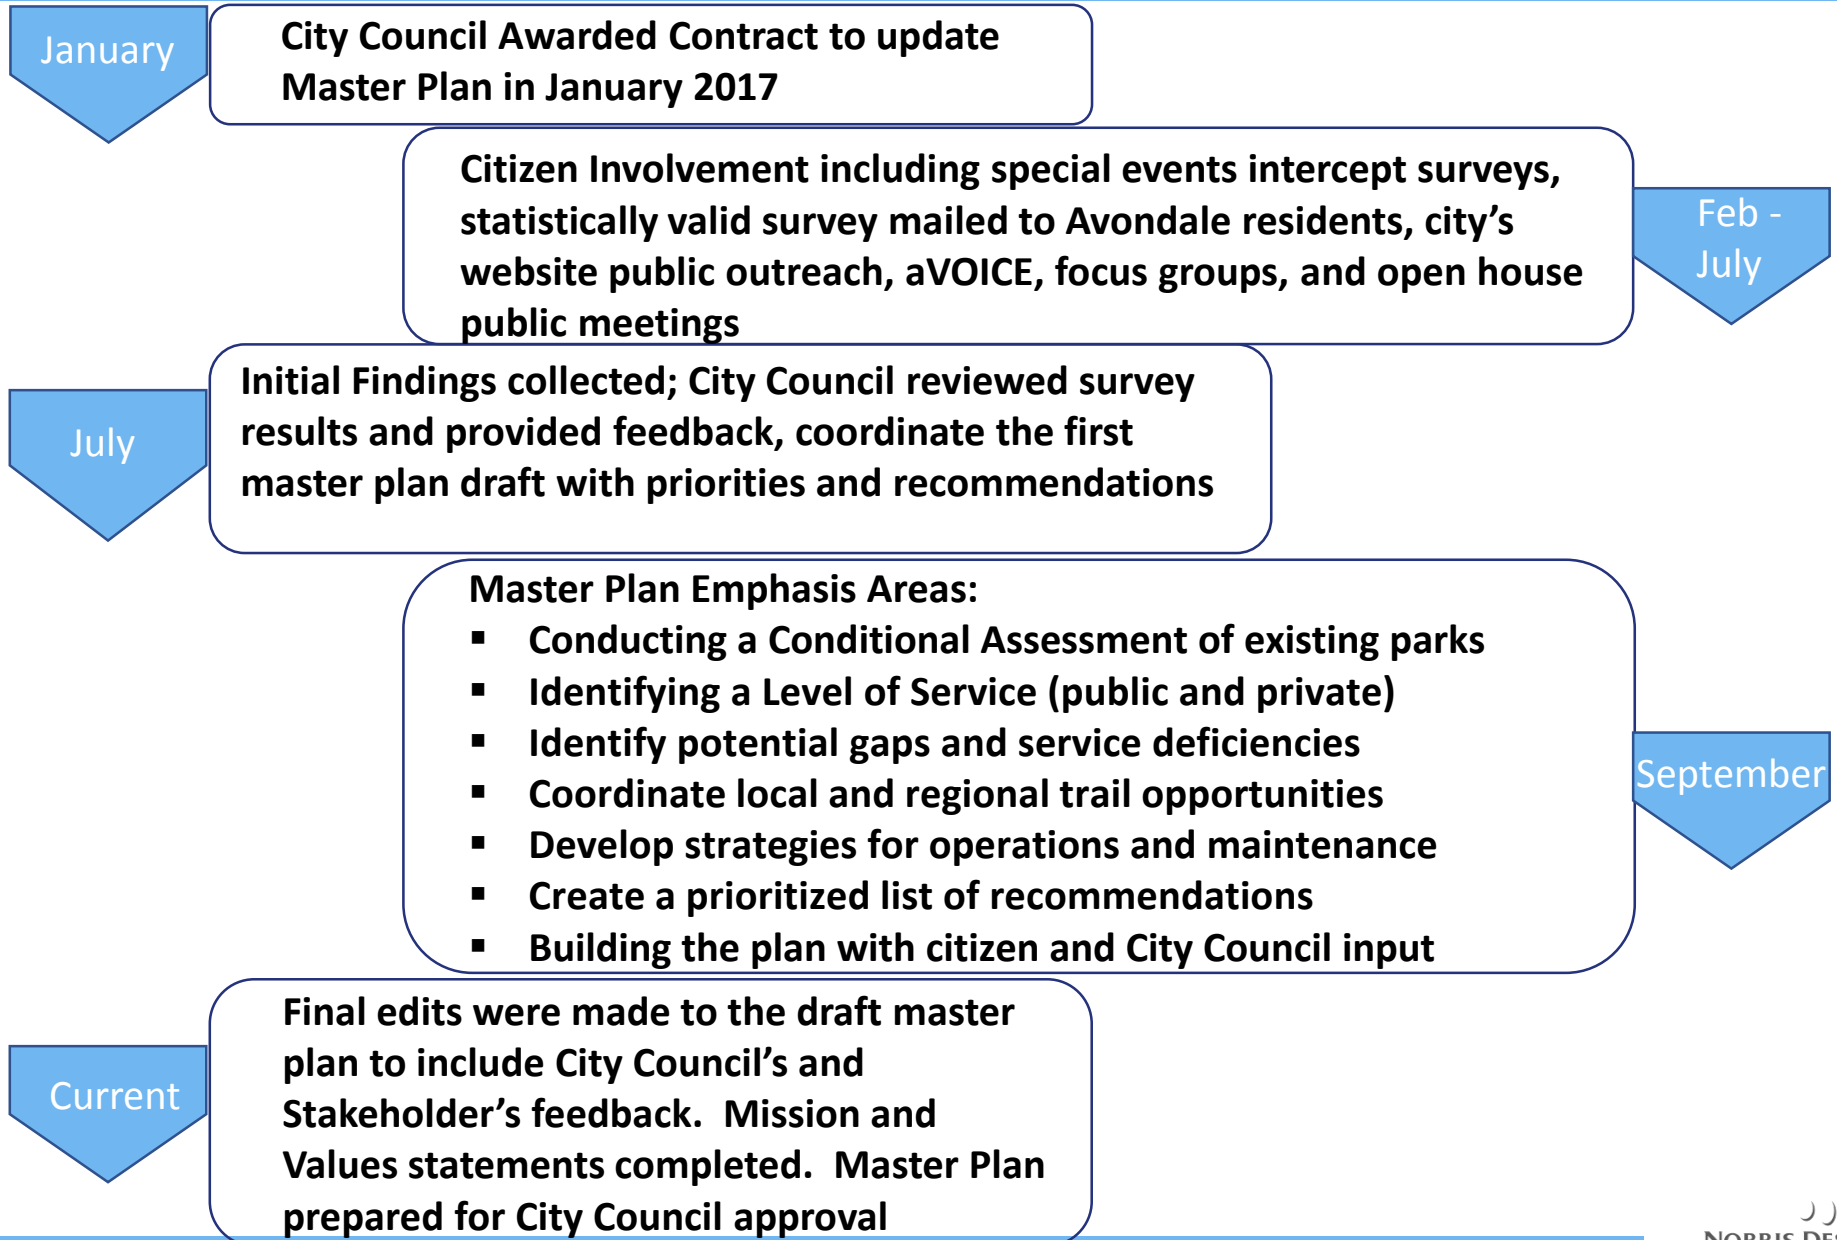 January
City Council Awarded Contract to update
Master Plan in January 2017
Citizen Involvement including special events intercept surveys,
statistically valid survey mailed to Avondale residents, city’s
website public outreach, aVOICE, focus groups, and open house
public meetings
Feb -
July
July
Initial Findings collected; City Council reviewed survey
results and provided feedback, coordinate the first
master plan draft with priorities and recommendations
Master Plan Emphasis Areas:
▪ Conducting a Conditional Assessment of existing parks
▪ Identifying a Level of Service (public and private)
▪ Identify potential gaps and service deficiencies
▪ Coordinate local and regional trail opportunities
▪ Develop strategies for operations and maintenance
▪ Create a prioritized list of recommendations
▪ Building the plan with citizen and City Council input
September
Current
Final edits were made to the draft master
plan to include City Council’s and
Stakeholder’s feedback.  Mission and
Values statements completed.  Master Plan
prepared for City Council approval
NORRIS